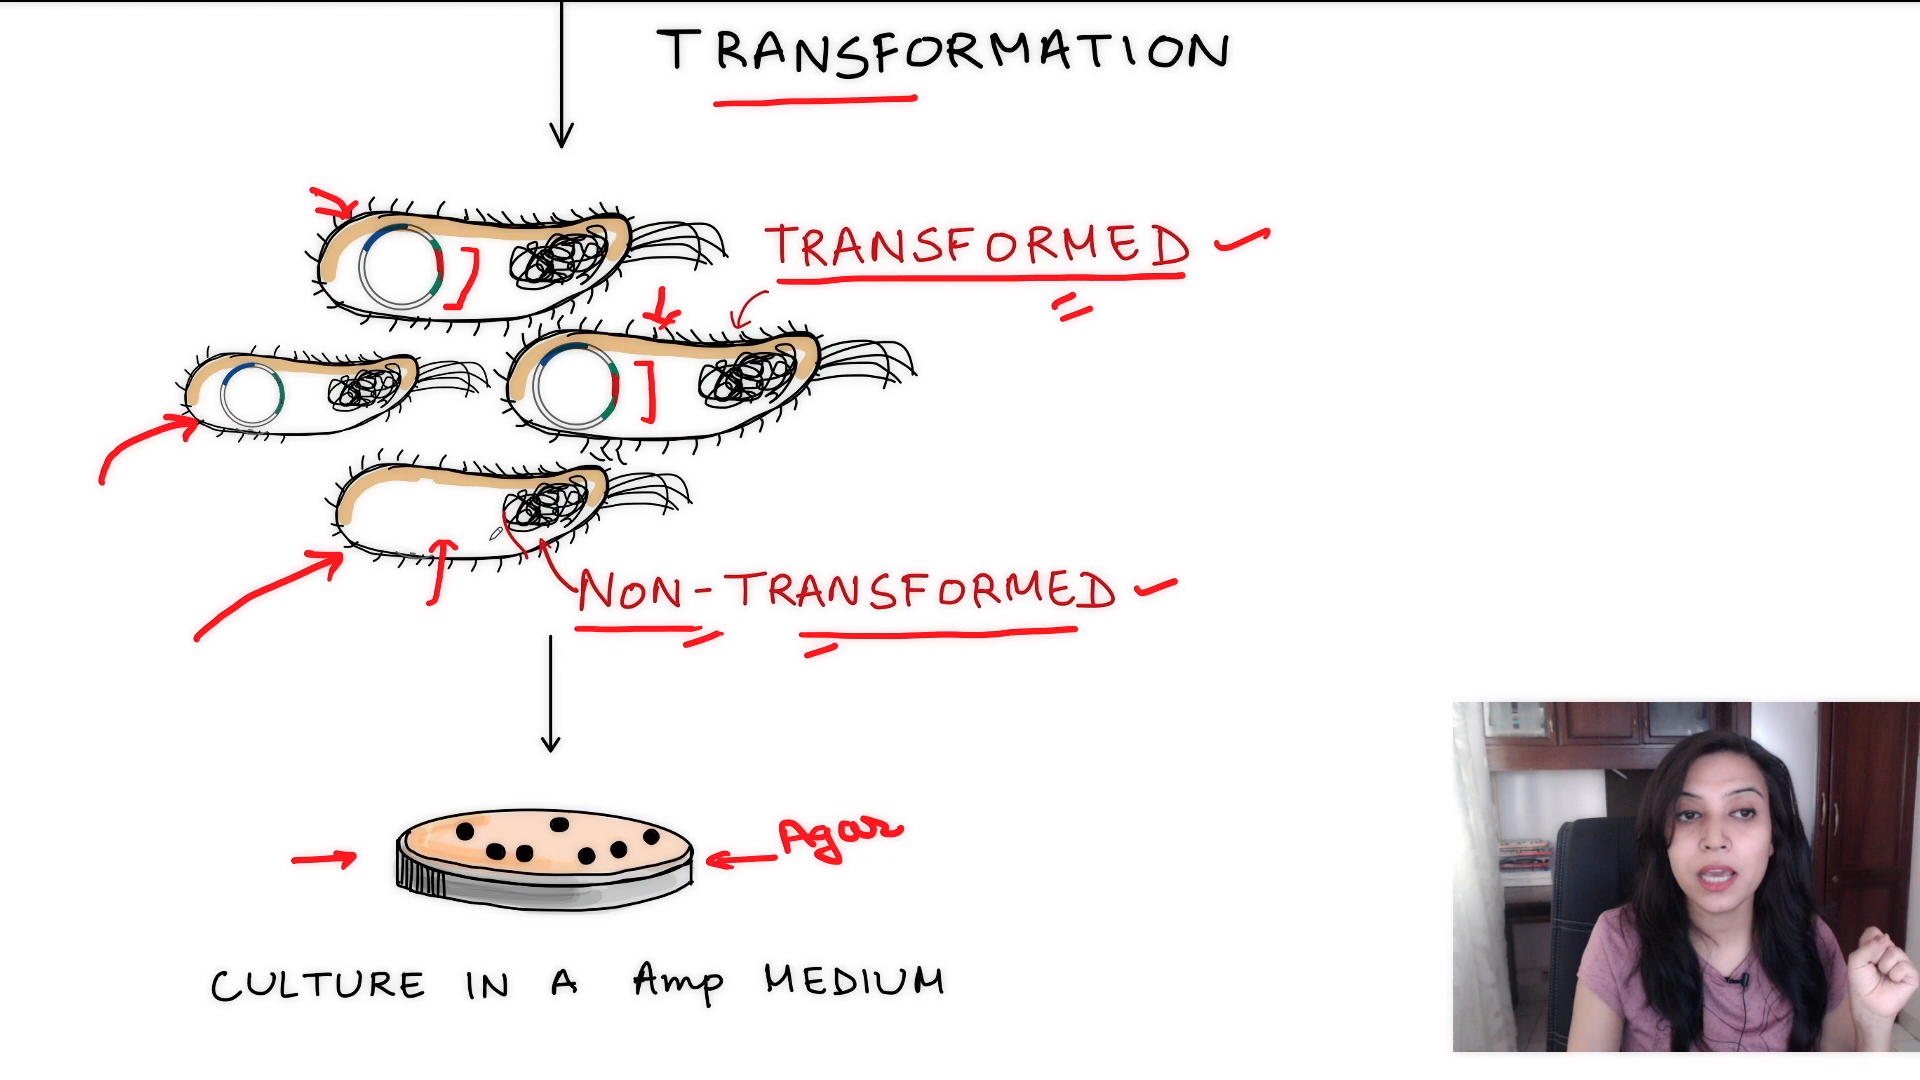 TRANSFORMATION
TRANSFORMED
NON-TRANSFORMED
Agar
CULTURE IN A Amp MEDIUM